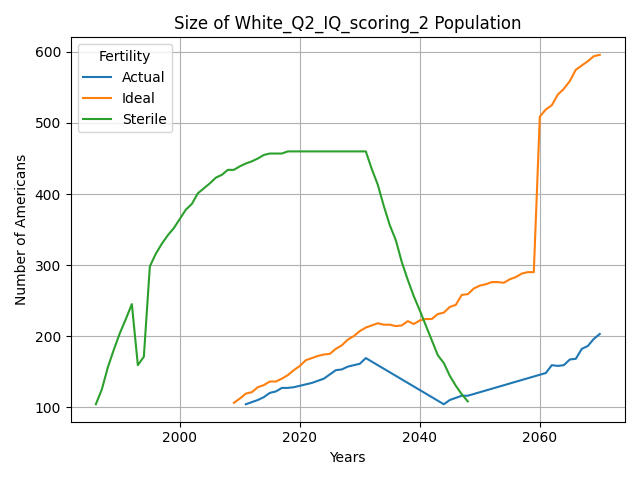 Size of White_Q2_IQ_scoring_2 Population
Fertility
Actual
Ideal
Sterile
Number of Americans
600
500
400
300
200
100
2000
2020
2040
2060
Years